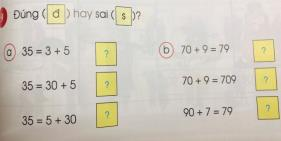 Đúng ( đ ) hay sai ( s )?
a 35 = 3 + 5 ? b 70 + 9 = 79 ?
35 = 30 + 5 ? 70 + 9 = 709 ?
35 = 5 + 30 ? 90 + 7 = 79 ?